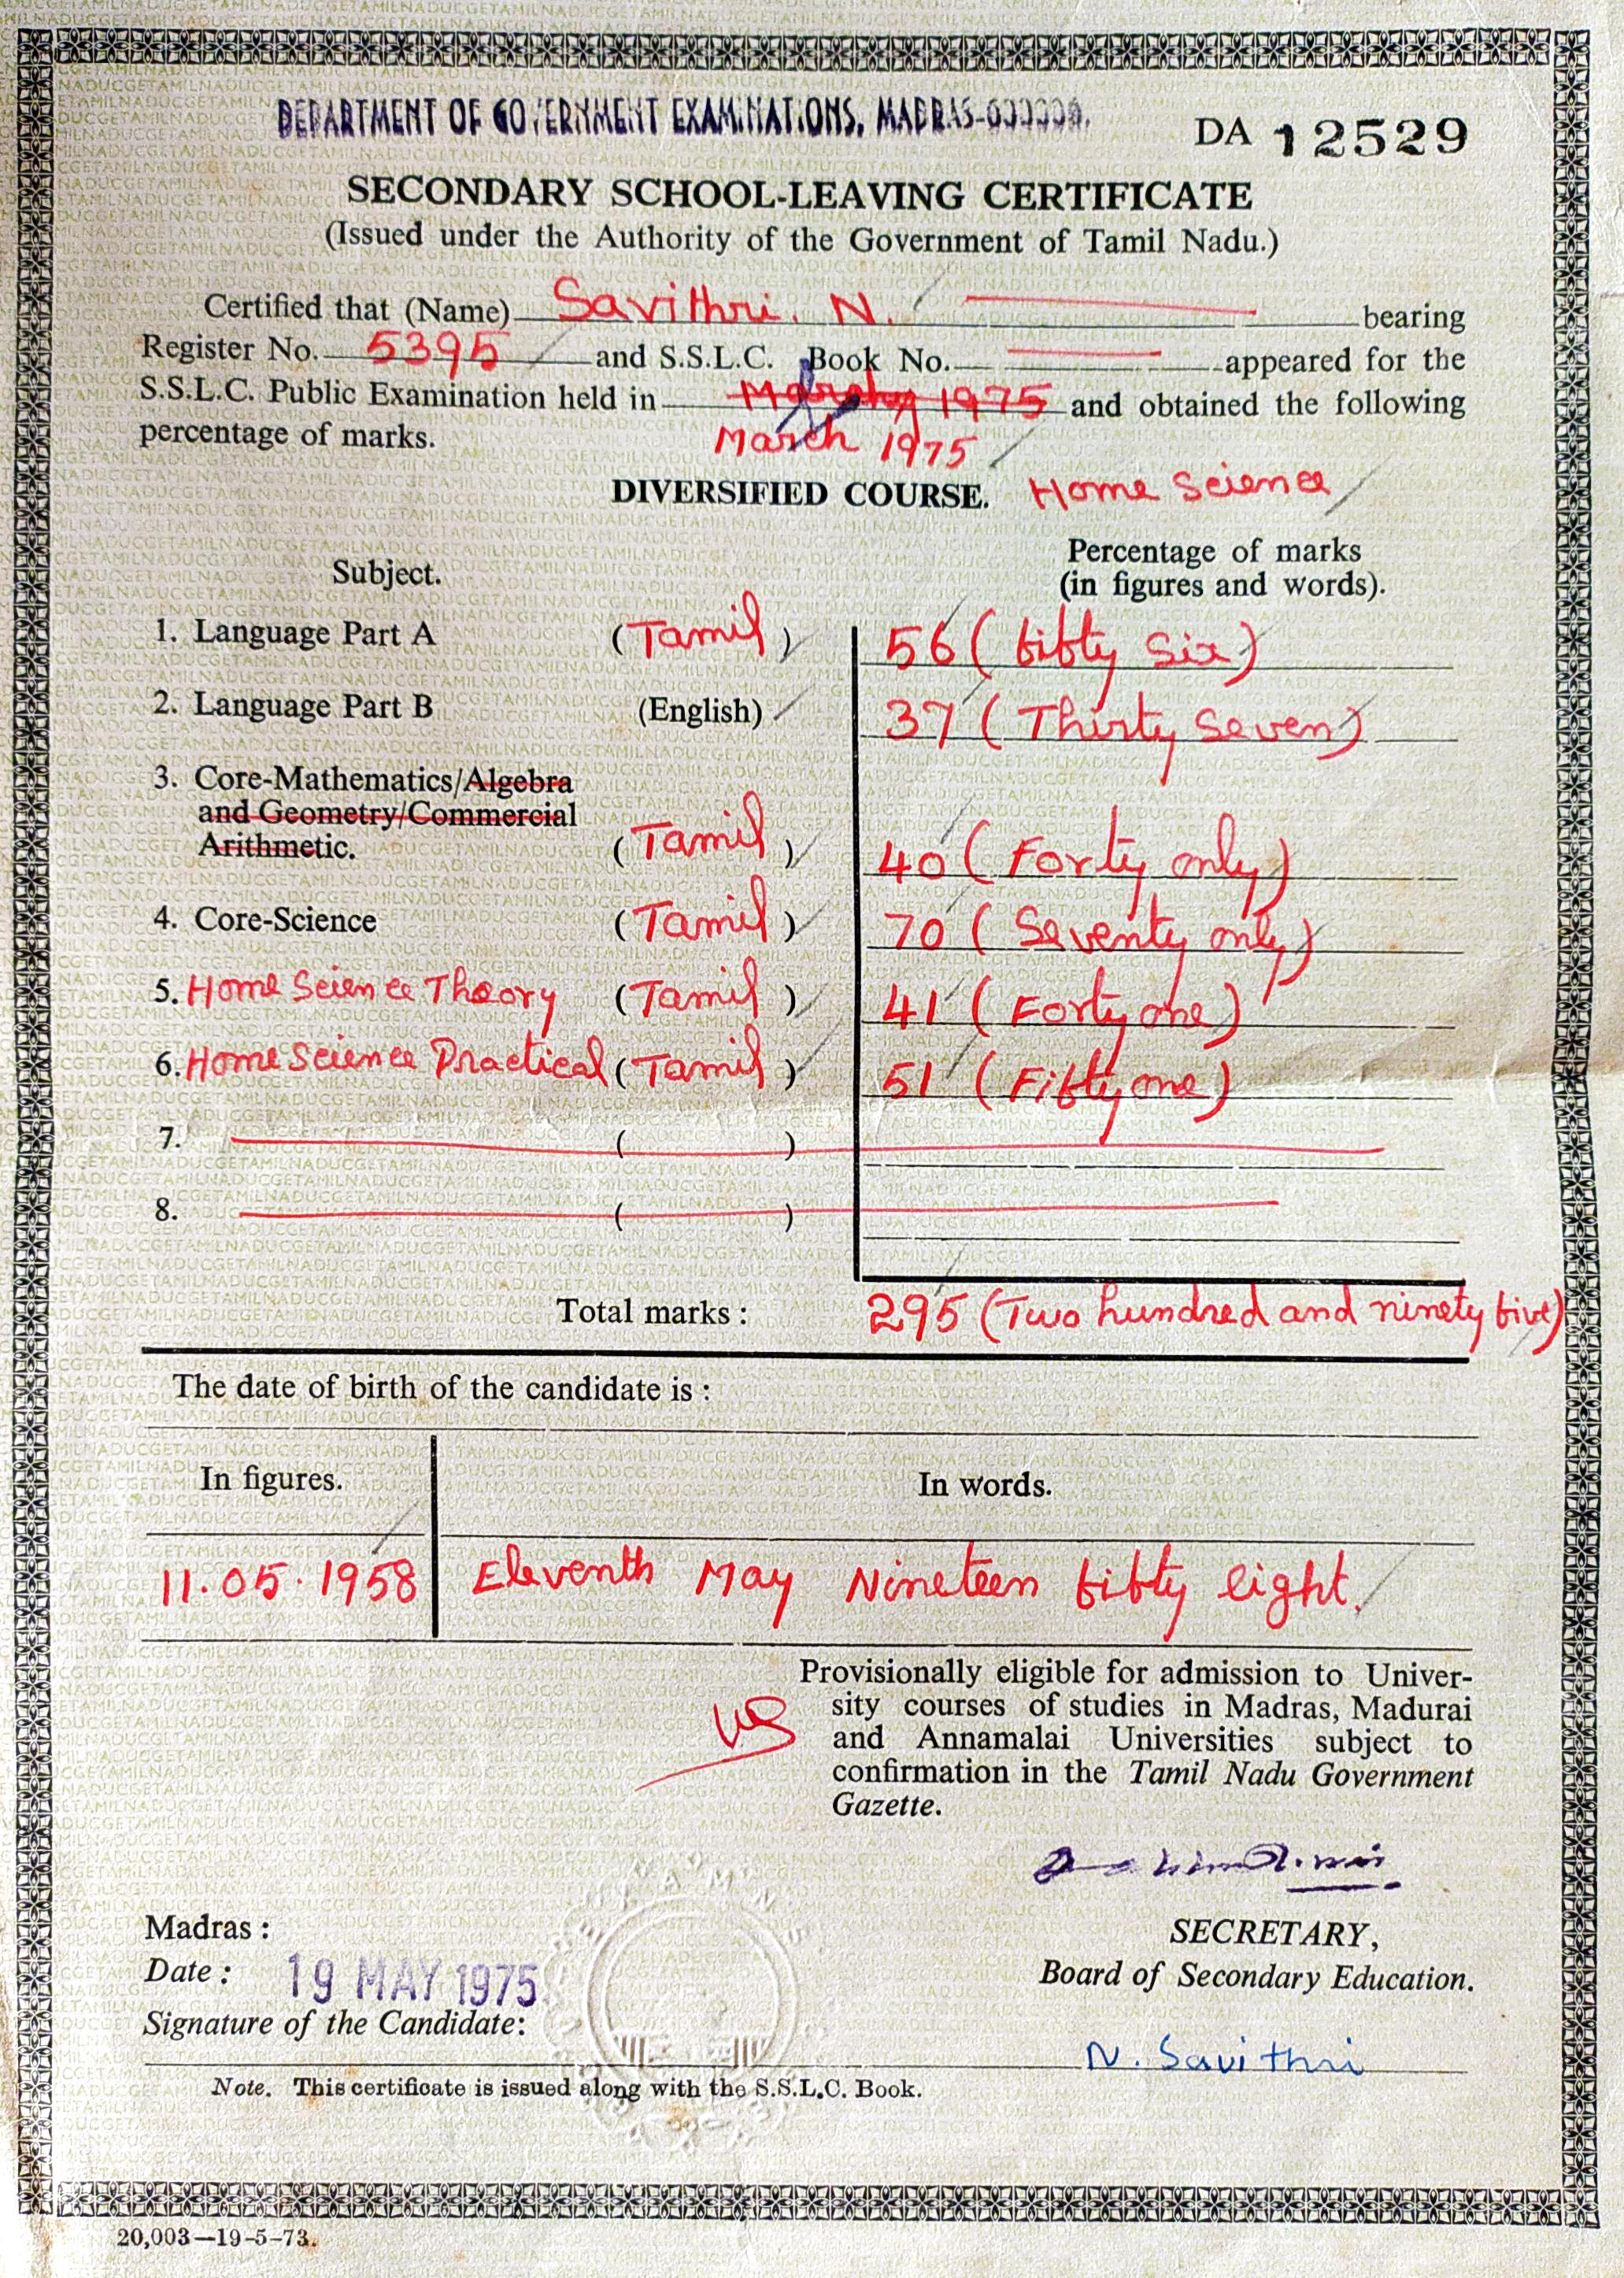 DEPARTMENT OF GOVERNMENT EXAMINATIONS, MADRAS-
DA 12529
SECONDARY SCHOOL-LEAVING CERTIFICATE
(Issued under the Authority of the Government of Tamil Nadu.)
Certified that (Name) Savithri. N. bearing
Register No. 5395 and S.S.L.C. Book No. appeared for the
S.S.L.C. Public Examination held in 1975 and obtained the following
percentage of marks. March 1975
DIVERSIFIED COURSE. Home Science
Subject. Percentage of marks
(in figures and words).
1. Language Part A (Tamil) 56 (fifty Six)
2. Language Part B (English) 37 (Thirty Seven)
3. Core-Mathematics/Algebra
and Geometry/Commercial
Arithmetic. (Tamil) 40 (Forty only)
4. Core-Science (Tamil) 70 (Seventy only)
5. Home Science Theory (Tamil) 41 (Forty one)
6. Home Science Practical (Tamil) 51 (Fifty one)
7. ( )
8. ( )
Total marks : 295 (Two hundred and ninety five)
The date of birth of the candidate is :
In figures. In words.
11.05.1958 Eleventh May Nineteen fifty eight.
Provisionally eligible for admission to Univer-
sity courses of studies in Madras, Madurai
and Annamalai Universities subject to
confirmation in the Tamil Nadu Government
Gazette.
Madras :
SECRETARY,
Date : 19 MAY 1975
Board of Secondary Education.
Signature of the Candidate:
N. Savithri
Note. This certificate is issued along with the S.S.L.C. Book.
20,003—19-5-73.